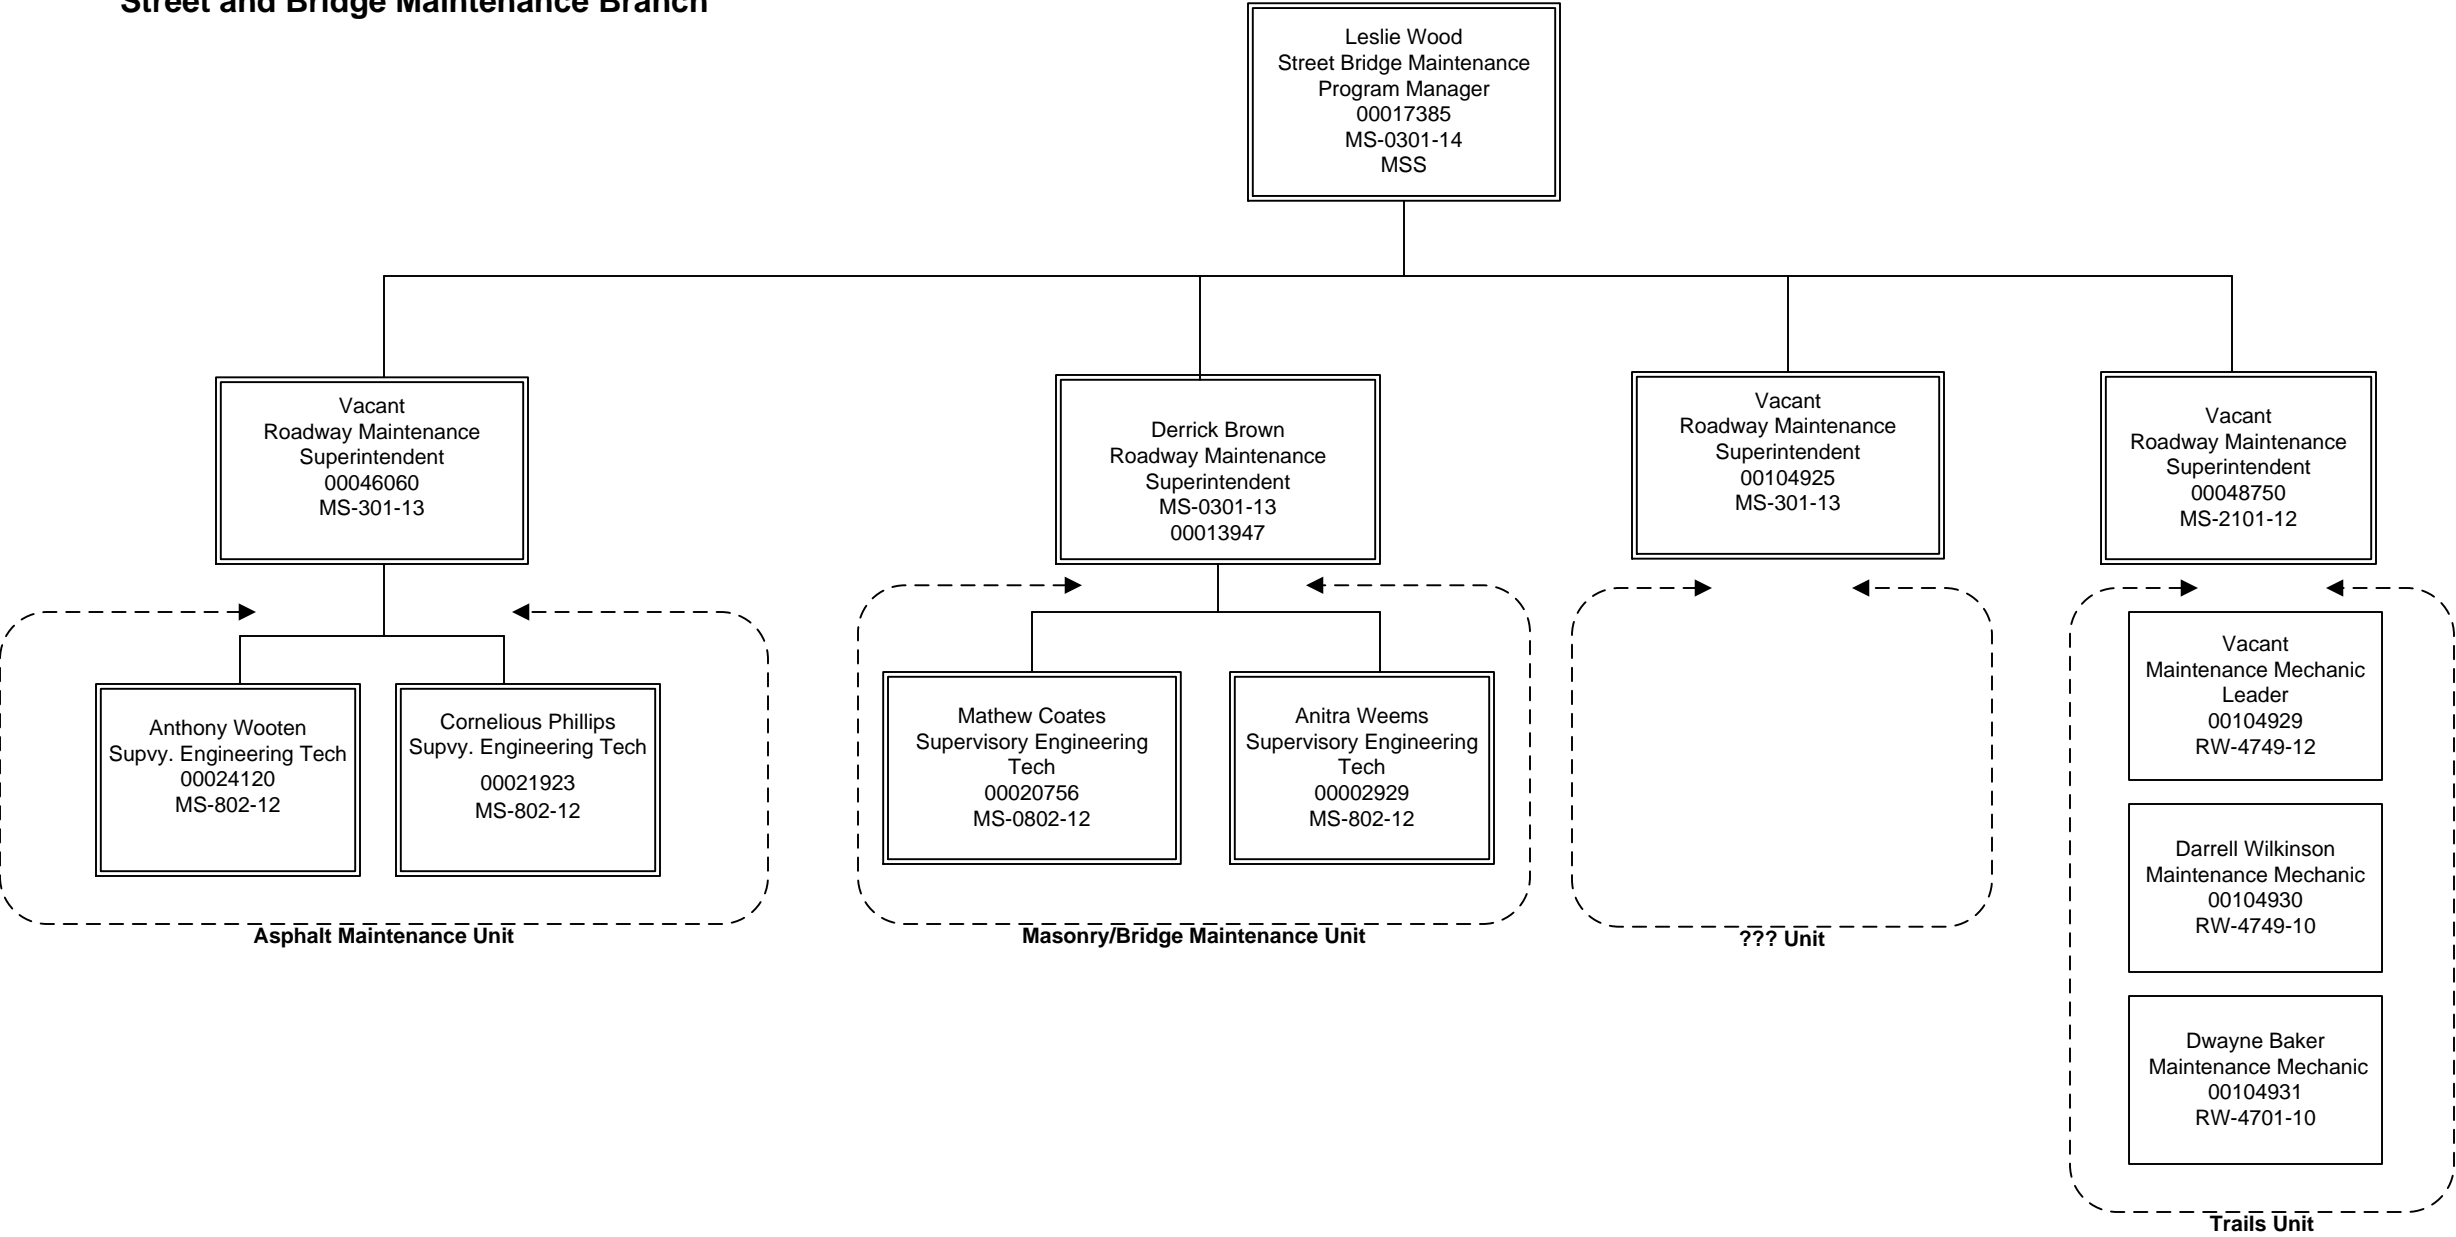 Street and Bridge Maintenance Branch
Leslie Wood
Street Bridge Maintenance
Program Manager
00017385
MS-0301-14
MSS
Vacant
Roadway Maintenance
Superintendent
00046060
MS-301-13
Derrick Brown
Roadway Maintenance
Superintendent
MS-0301-13
00013947
Vacant
Roadway Maintenance
Superintendent
00104925
MS-301-13
Vacant
Roadway Maintenance
Superintendent
00048750
MS-2101-12
Anthony Wooten
Supvy. Engineering Tech
00024120
MS-802-12
Cornelious Phillips
Supvy. Engineering Tech
00021923
MS-802-12
Asphalt Maintenance Unit
Mathew Coates
Supervisory Engineering
Tech
00020756
MS-0802-12
Anitra Weems
Supervisory Engineering
Tech
00002929
MS-802-12
Masonry/Bridge Maintenance Unit
??? Unit
Vacant
Maintenance Mechanic
Leader
00104929
RW-4749-12
Darrell Wilkinson
Maintenance Mechanic
00104930
RW-4749-10
Dwayne Baker
Maintenance Mechanic
00104931
RW-4701-10
Trails Unit